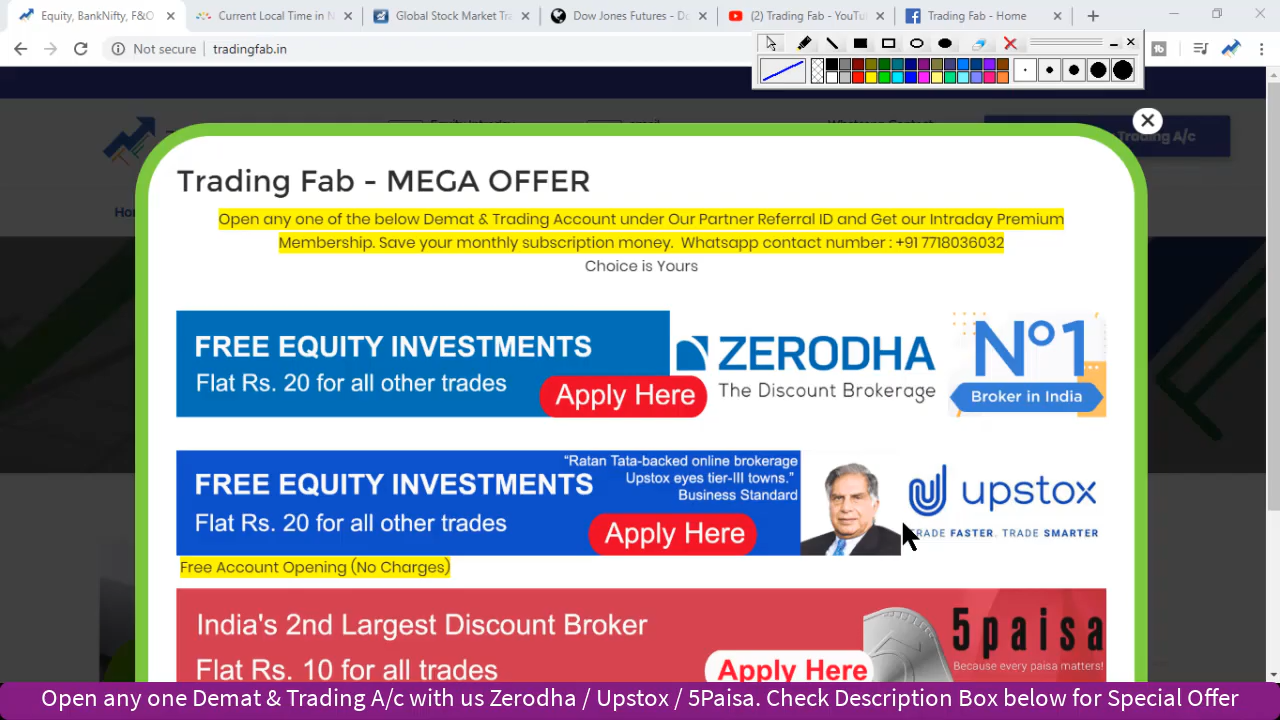 Equity, BankNifty, F&O
Current Local Time in N
Global Stock Market Tra
Dow Jones Futures - Do
(2) Trading Fab - YouTu
Trading Fab - Home
Not secure
tradingfab.in
Trading A/c
Trading Fab - MEGA OFFER
Open any one of the below Demat & Trading Account under Our Partner Referral ID and Get our Intraday Premium
Membership. Save your monthly subscription money. Whatsapp contact number : +91 7718036032
Choice is Yours
FREE EQUITY INVESTMENTS
Flat Rs. 20 for all other trades
Apply Here
ZERODHA
The Discount Brokerage
Nº1
Broker in India
"Ratan Tata-backed online brokerage
Upstox eyes tier-III towns."
Business Standard
FREE EQUITY INVESTMENTS
Flat Rs. 20 for all other trades
Apply Here
upstox
TRADE FASTER. TRADE SMARTER
Free Account Opening (No Charges)
India's 2nd Largest Discount Broker
Flat Rs. 10 for all trades
Apply Here
5paisa
Because every paisa matters!
Open any one Demat & Trading A/c with us Zerodha / Upstox / 5Paisa. Check Description Box below for Special Offer